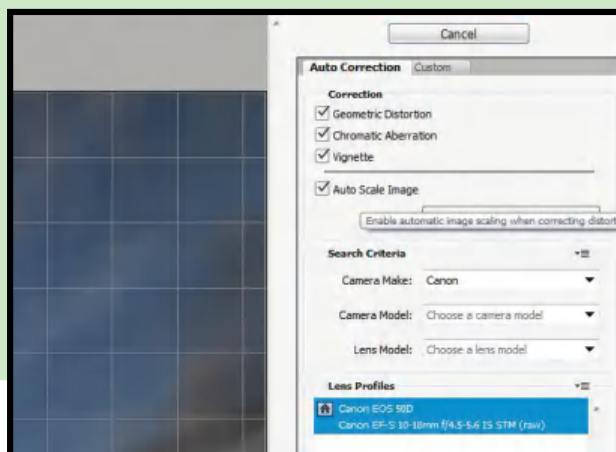 Cancel
Auto Correction Custom
Correction
Geometric Distortion
Chromatic Aberration
Vignette
Auto Scale Image
Enable automatic image scaling when correcting distort
Search Criteria
Camera Make: Canon
Camera Model: Choose a camera model
Lens Model: Choose a lens model
Lens Profiles
Canon EOS 50D
Canon EF-S 10-18mm f/4.5-5.6 IS STM (raw)